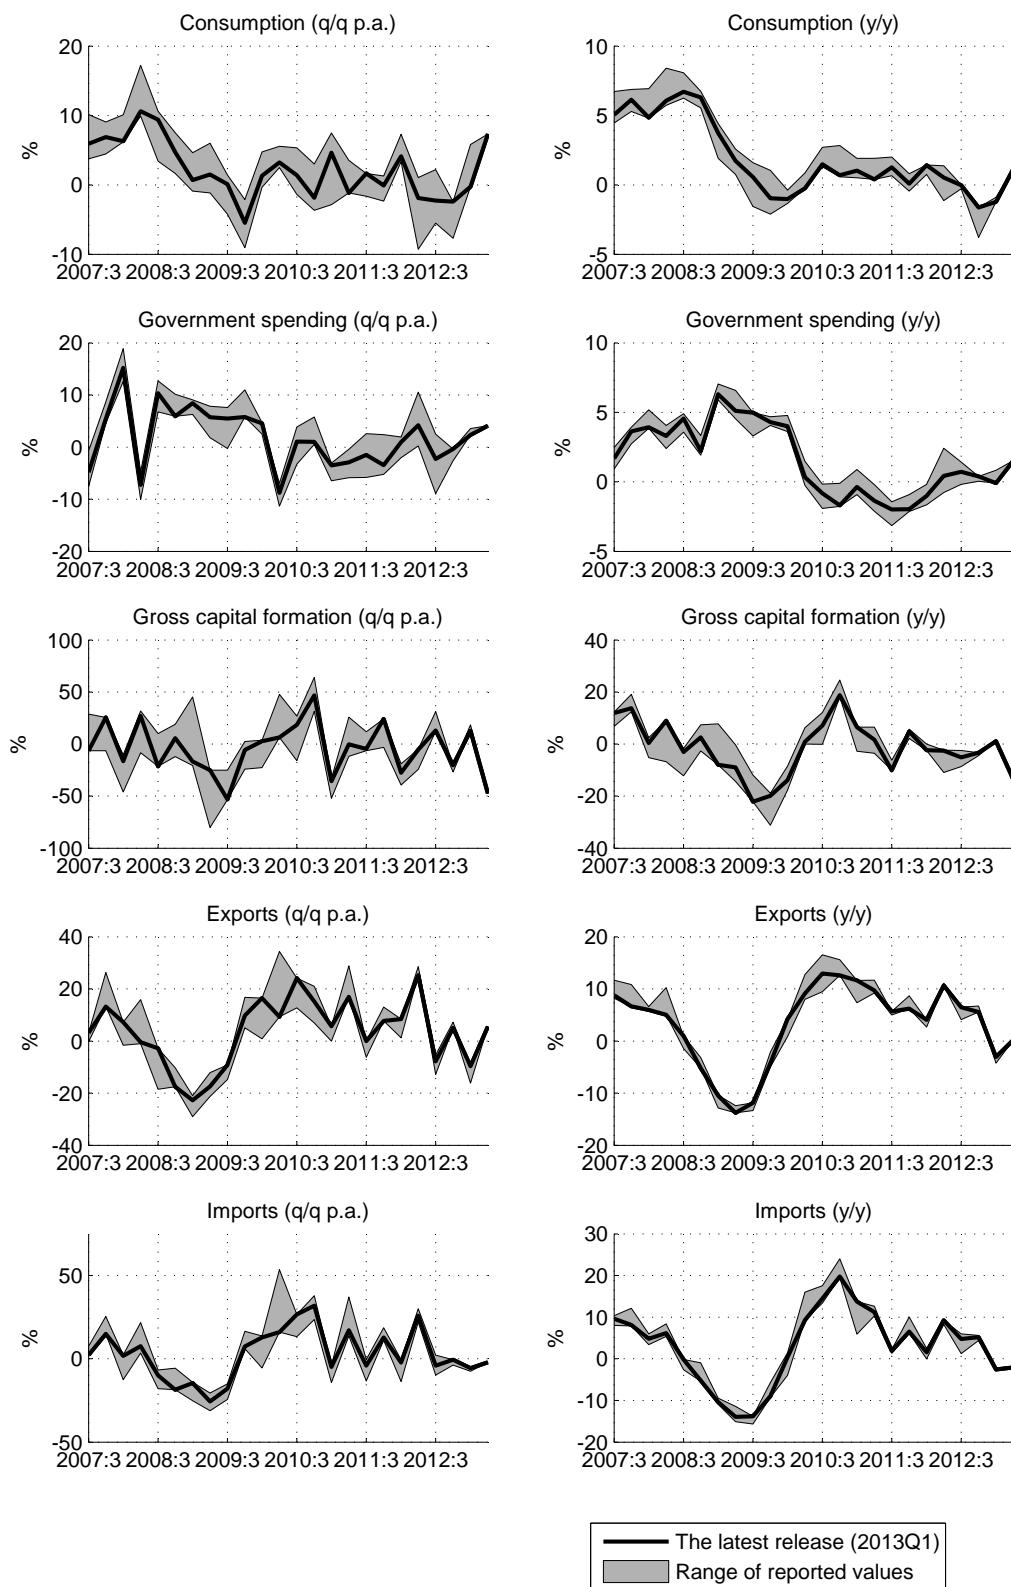 Consumption (q/q p.a.)
20
10
0
-10
%
2007:3 2008:3 2009:3 2010:3 2011:3 2012:3
Consumption (y/y)
10
5
0
-5
%
2007:3 2008:3 2009:3 2010:3 2011:3 2012:3
Government spending (q/q p.a.)
20
10
0
-10
-20
%
2007:3 2008:3 2009:3 2010:3 2011:3 2012:3
Government spending (y/y)
10
5
0
-5
%
2007:3 2008:3 2009:3 2010:3 2011:3 2012:3
Gross capital formation (q/q p.a.)
100
50
0
-50
-100
%
2007:3 2008:3 2009:3 2010:3 2011:3 2012:3
Gross capital formation (y/y)
40
20
0
-20
-40
%
2007:3 2008:3 2009:3 2010:3 2011:3 2012:3
Exports (q/q p.a.)
40
20
0
-20
-40
%
2007:3 2008:3 2009:3 2010:3 2011:3 2012:3
Exports (y/y)
20
10
0
-10
-20
%
2007:3 2008:3 2009:3 2010:3 2011:3 2012:3
Imports (q/q p.a.)
50
0
-50
%
2007:3 2008:3 2009:3 2010:3 2011:3 2012:3
Imports (y/y)
30
20
10
0
-10
-20
%
2007:3 2008:3 2009:3 2010:3 2011:3 2012:3
The latest release (2013Q1)
Range of reported values